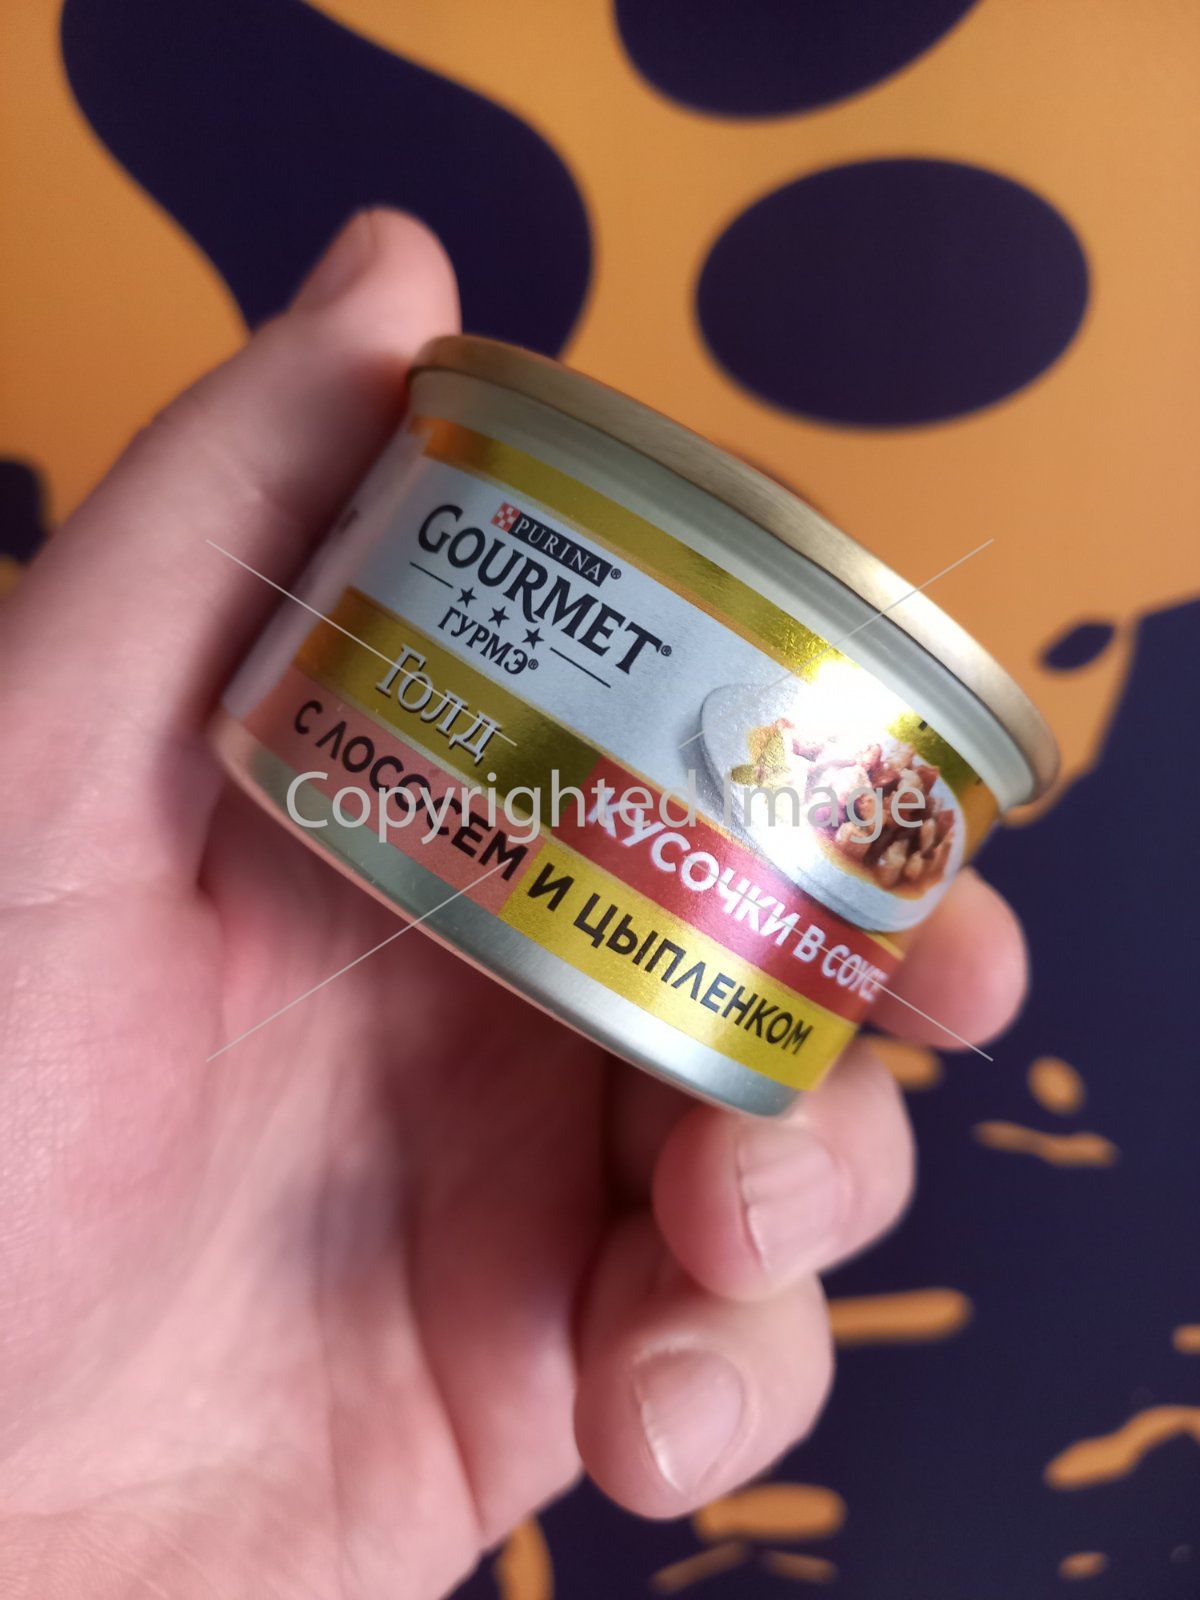 PURINA®
GOURMET®
ГУРМЭ®
Голд
КУСОЧКИ В СОУСЕ
С ЛОСОСЕМ И ЦЫПЛЕНКОМ
Copyrighted Image